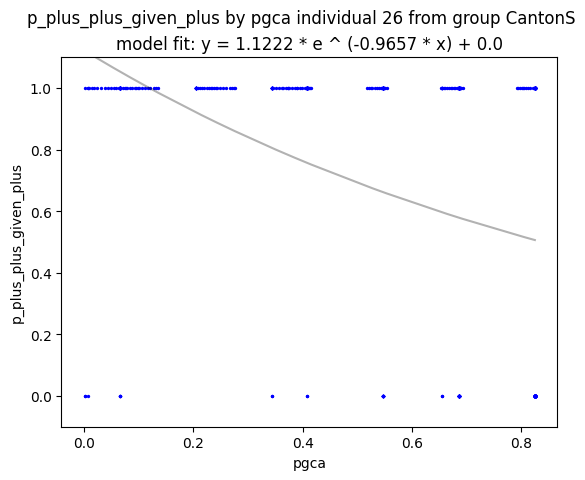 p_plus_plus_given_plus by pgca individual 26 from group CantonS
model fit: y = 1.1222 * e ^ (-0.9657 * x) + 0.0
p_plus_plus_given_plus
1.0
0.8
0.6
0.4
0.2
0.0
0.0 0.2 0.4 0.6 0.8
pgca